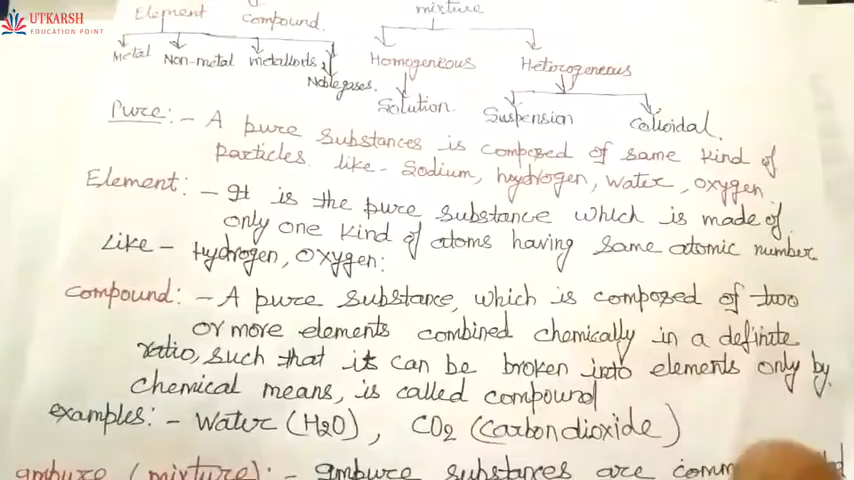 UTKARSH
EDUCATION POINT
Element compound. mixture
Metal Non-metal metalloids, Noble gases. Homogeneous Heterogeneous
Solution. Suspension Colloidal.
Pure: - A pure substances is composed of same kind of
particles. like - Sodium, hydrogen, water, oxygen.
Element: - It is the pure substance which is made of
only one kind of atoms having same atomic number
Like - Hydrogen, Oxygen:
Compound: - A pure substance, which is composed of two
or more elements combined chemically in a definite
ratio, such that it can be broken into elements only by
chemical means, is called compound
examples: - Water (H2O), CO2 (carbondioxide)
(mixture): - substances are